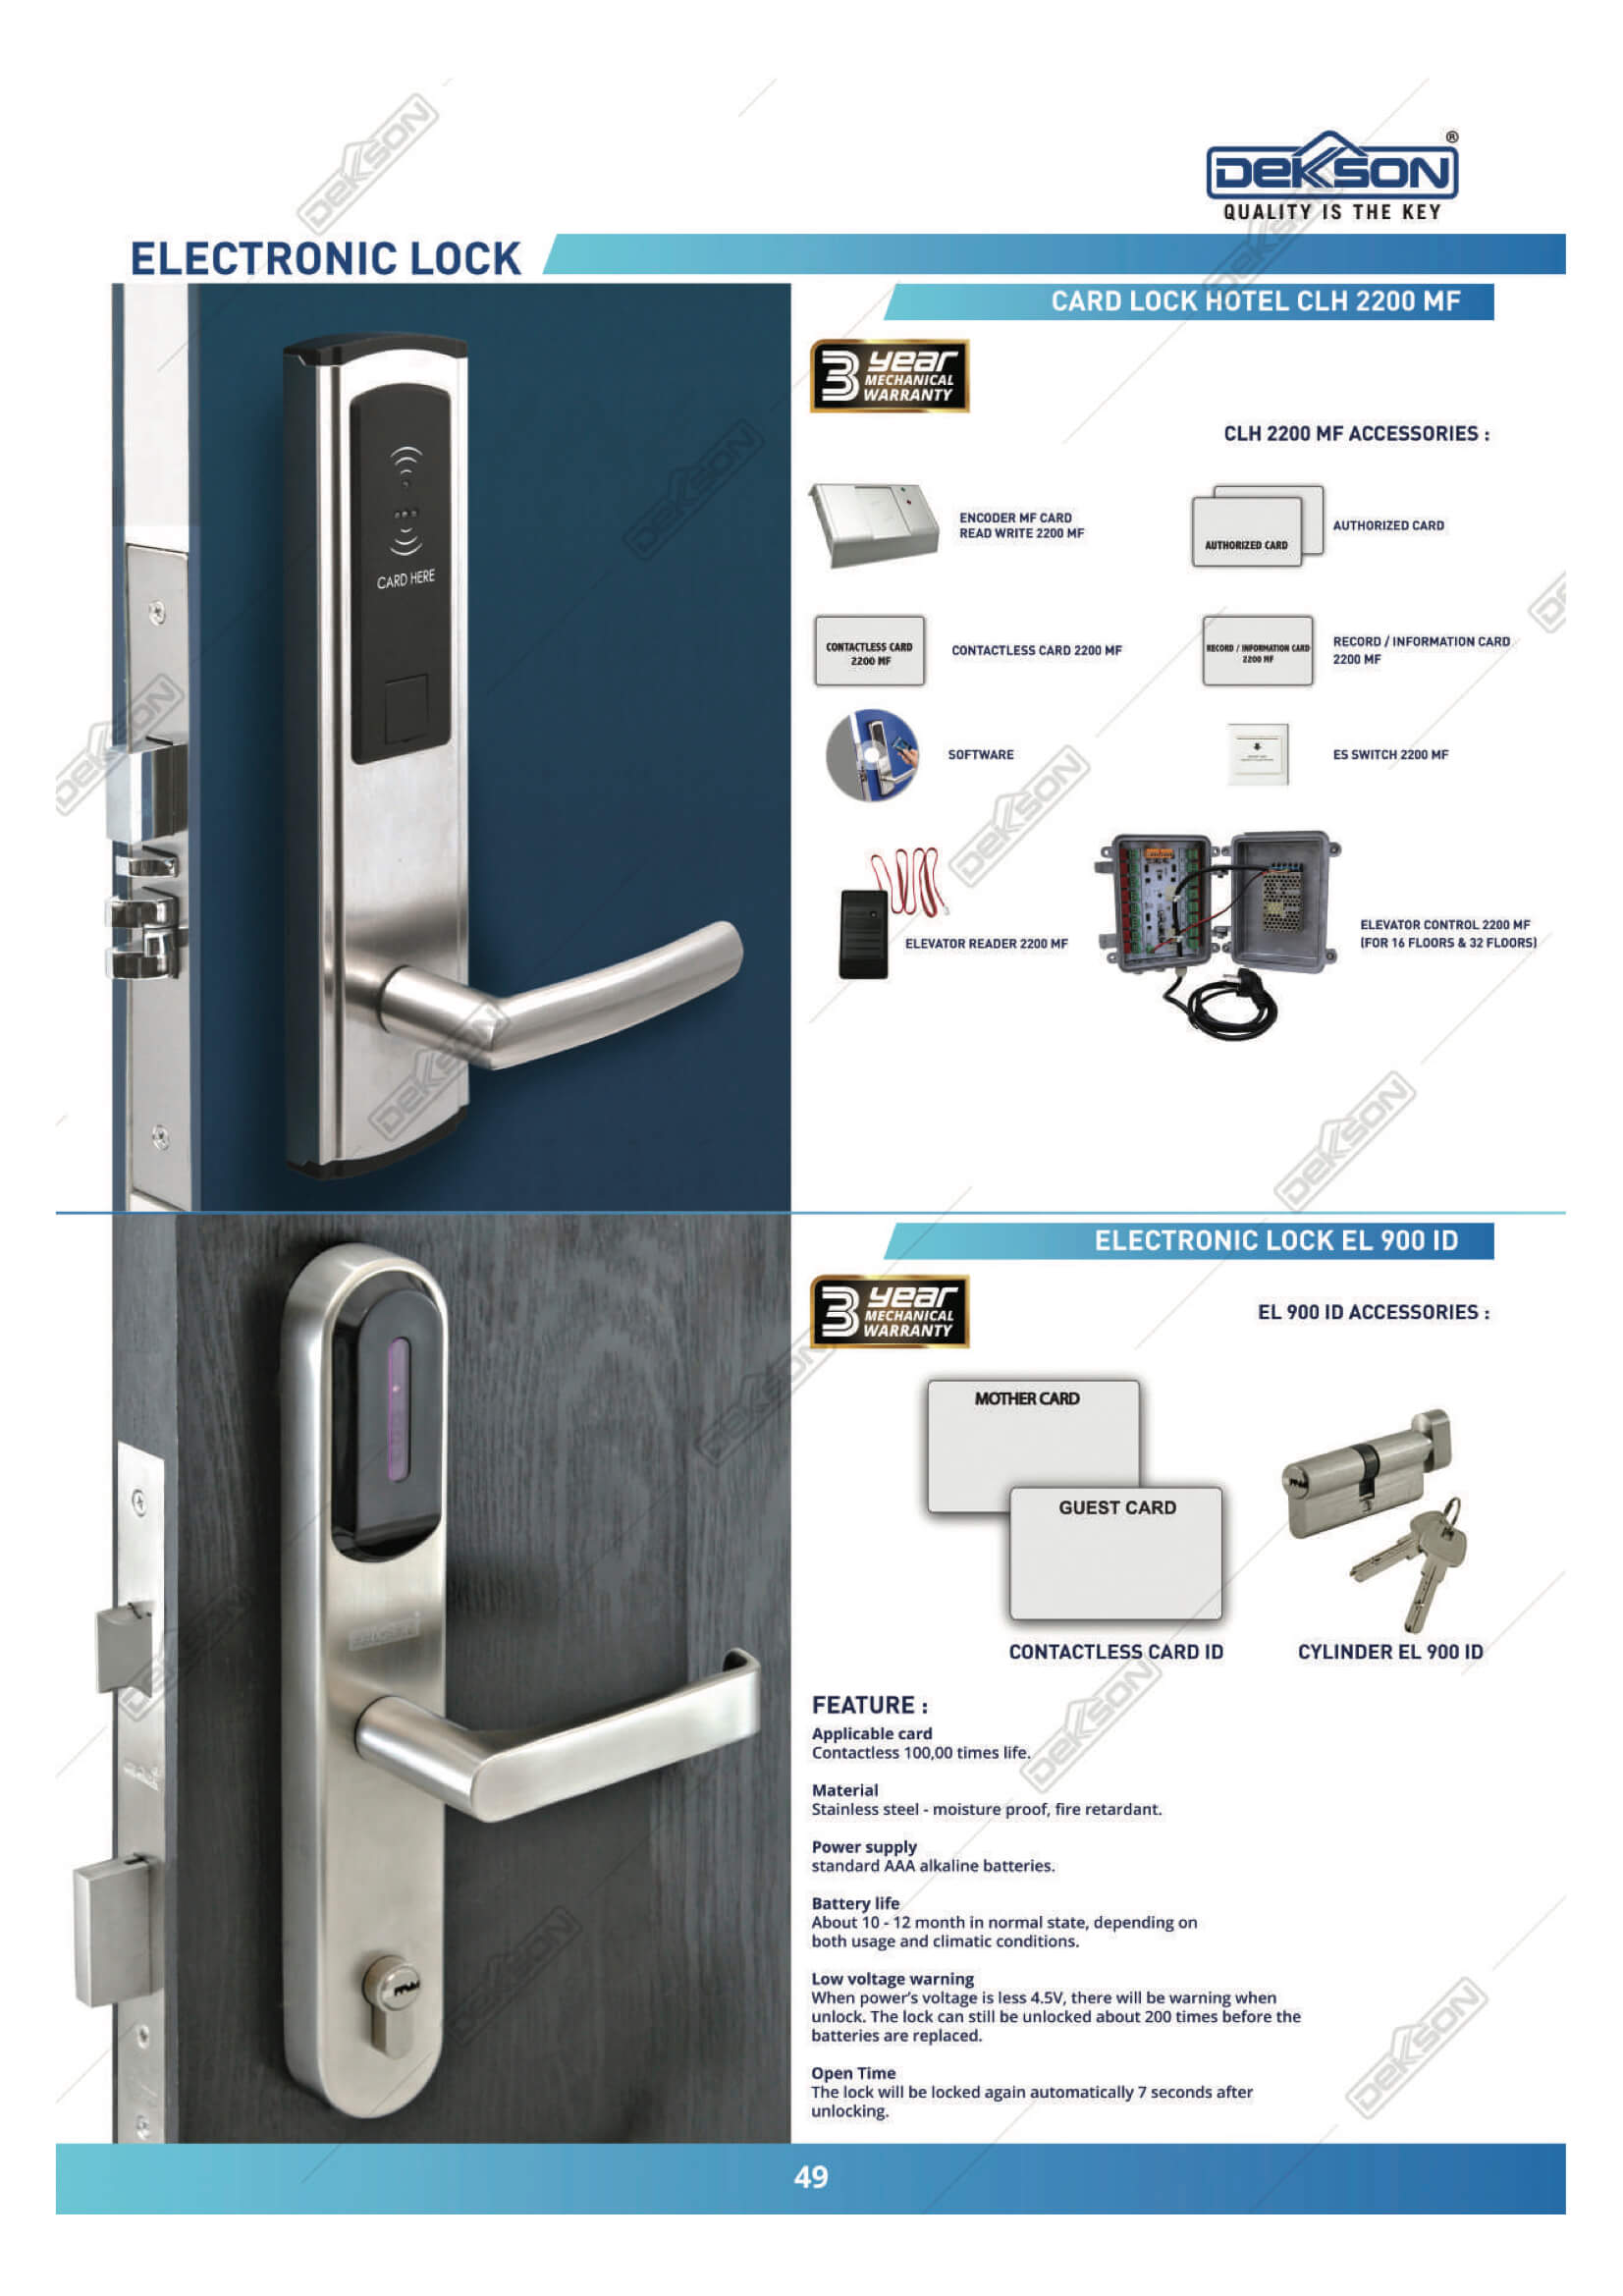 DEKSON®
QUALITY IS THE KEY
ELECTRONIC LOCK
CARD LOCK HOTEL CLH 2200 MF
3 year
MECHANICAL
WARRANTY
CLH 2200 MF ACCESSORIES :
CARD HERE
ENCODER MF CARD
READ WRITE 2200 MF
AUTHORIZED CARD
AUTHORIZED CARD
CONTACTLESS CARD
2200 MF
CONTACTLESS CARD 2200 MF
RECORD / INFORMATION CARD
2200 MF
RECORD / INFORMATION CARD
2200 MF
SOFTWARE
ES SWITCH 2200 MF
ELEVATOR READER 2200 MF
ELEVATOR CONTROL 2200 MF
(FOR 16 FLOORS & 32 FLOORS)
ELECTRONIC LOCK EL 900 ID
3 year
MECHANICAL
WARRANTY
EL 900 ID ACCESSORIES :
MOTHER CARD
GUEST CARD
CONTACTLESS CARD ID
CYLINDER EL 900 ID
DEKSON
FEATURE :
Applicable card
Contactless 100,00 times life.
Material
Stainless steel - moisture proof, fire retardant.
Power supply
standard AAA alkaline batteries.
Battery life
About 10 - 12 month in normal state, depending on
both usage and climatic conditions.
Low voltage warning
When power's voltage is less 4.5V, there will be warning when
unlock. The lock can still be unlocked about 200 times before the
batteries are replaced.
Open Time
The lock will be locked again automatically 7 seconds after
unlocking.
49